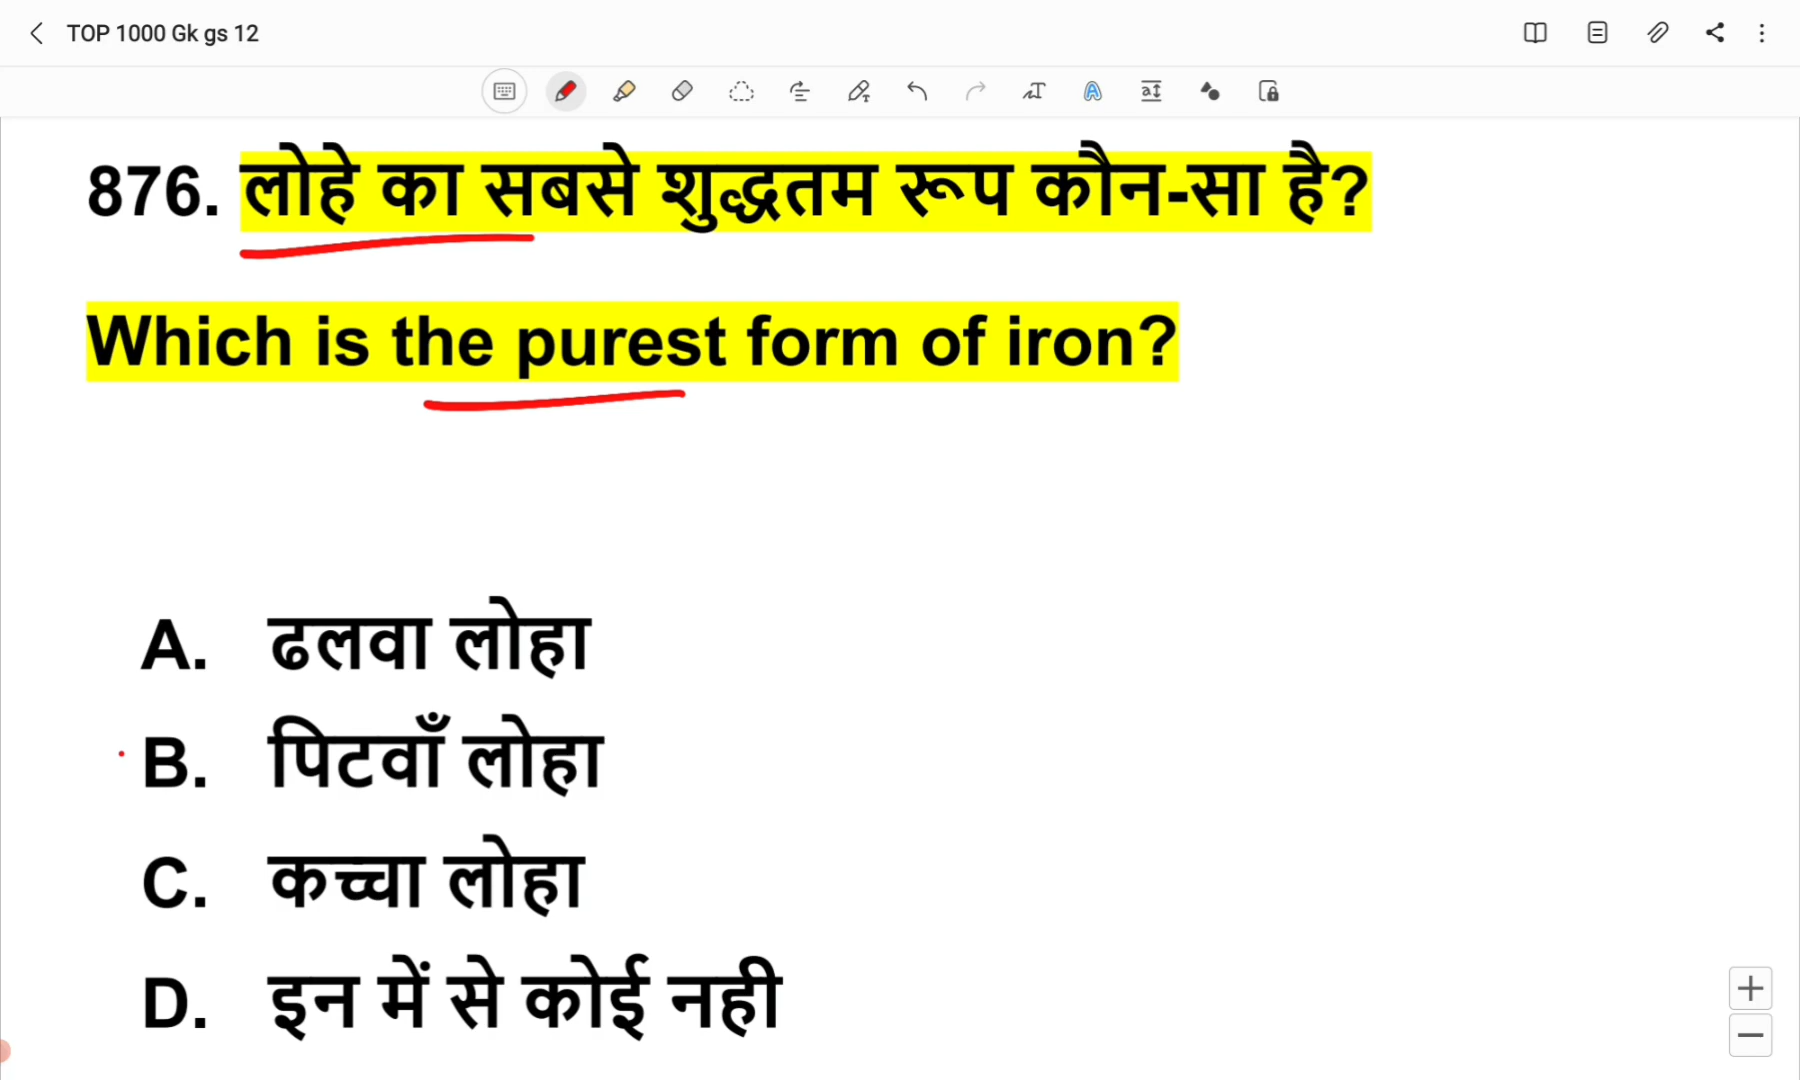 TOP 1000 Gk gs 12
876. लोहे का सबसे शुद्धतम रूप कौन-सा है?
Which is the purest form of iron?
A. ढलवा लोहा
B. पिटवाँ लोहा
C. कच्चा लोहा
D. इन में से कोई नही